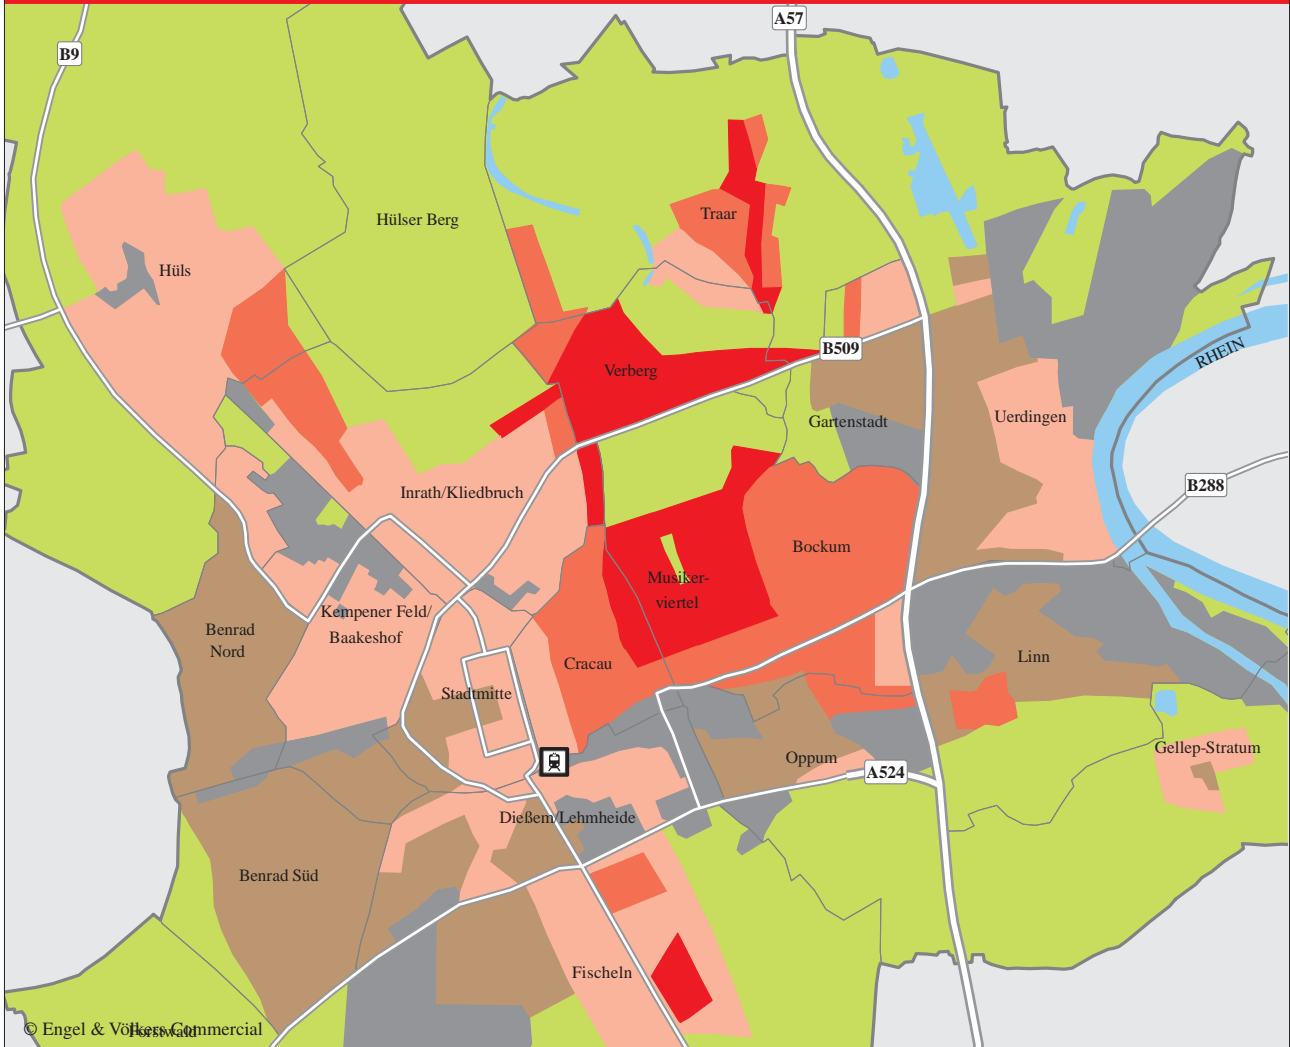 A57
B9
Hülser Berg
Traar
Hüls
RHEIN
B509
Verberg
Uerdingen
Gartenstadt
B288
Inrath/Kliedbruch
Bockum
Musiker-
viertel
Kempener Feld/
Baakeshof
Benrad
Nord
Cracau
Linn
Stadtmitte
Gellep-Stratum
Oppum
A524
Dießem/Lehmheide
Benrad Süd
Fischeln
© Engel & Völkers Commercial
Forstwald